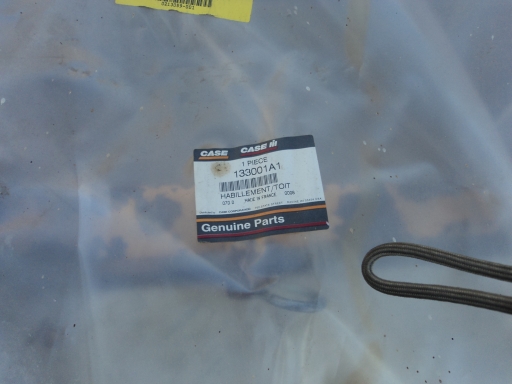 CASE CASE IH
1 PIECE
133001A1
HABILLEMENT/TOIT
MADE IN FRANCE
Genuine Parts